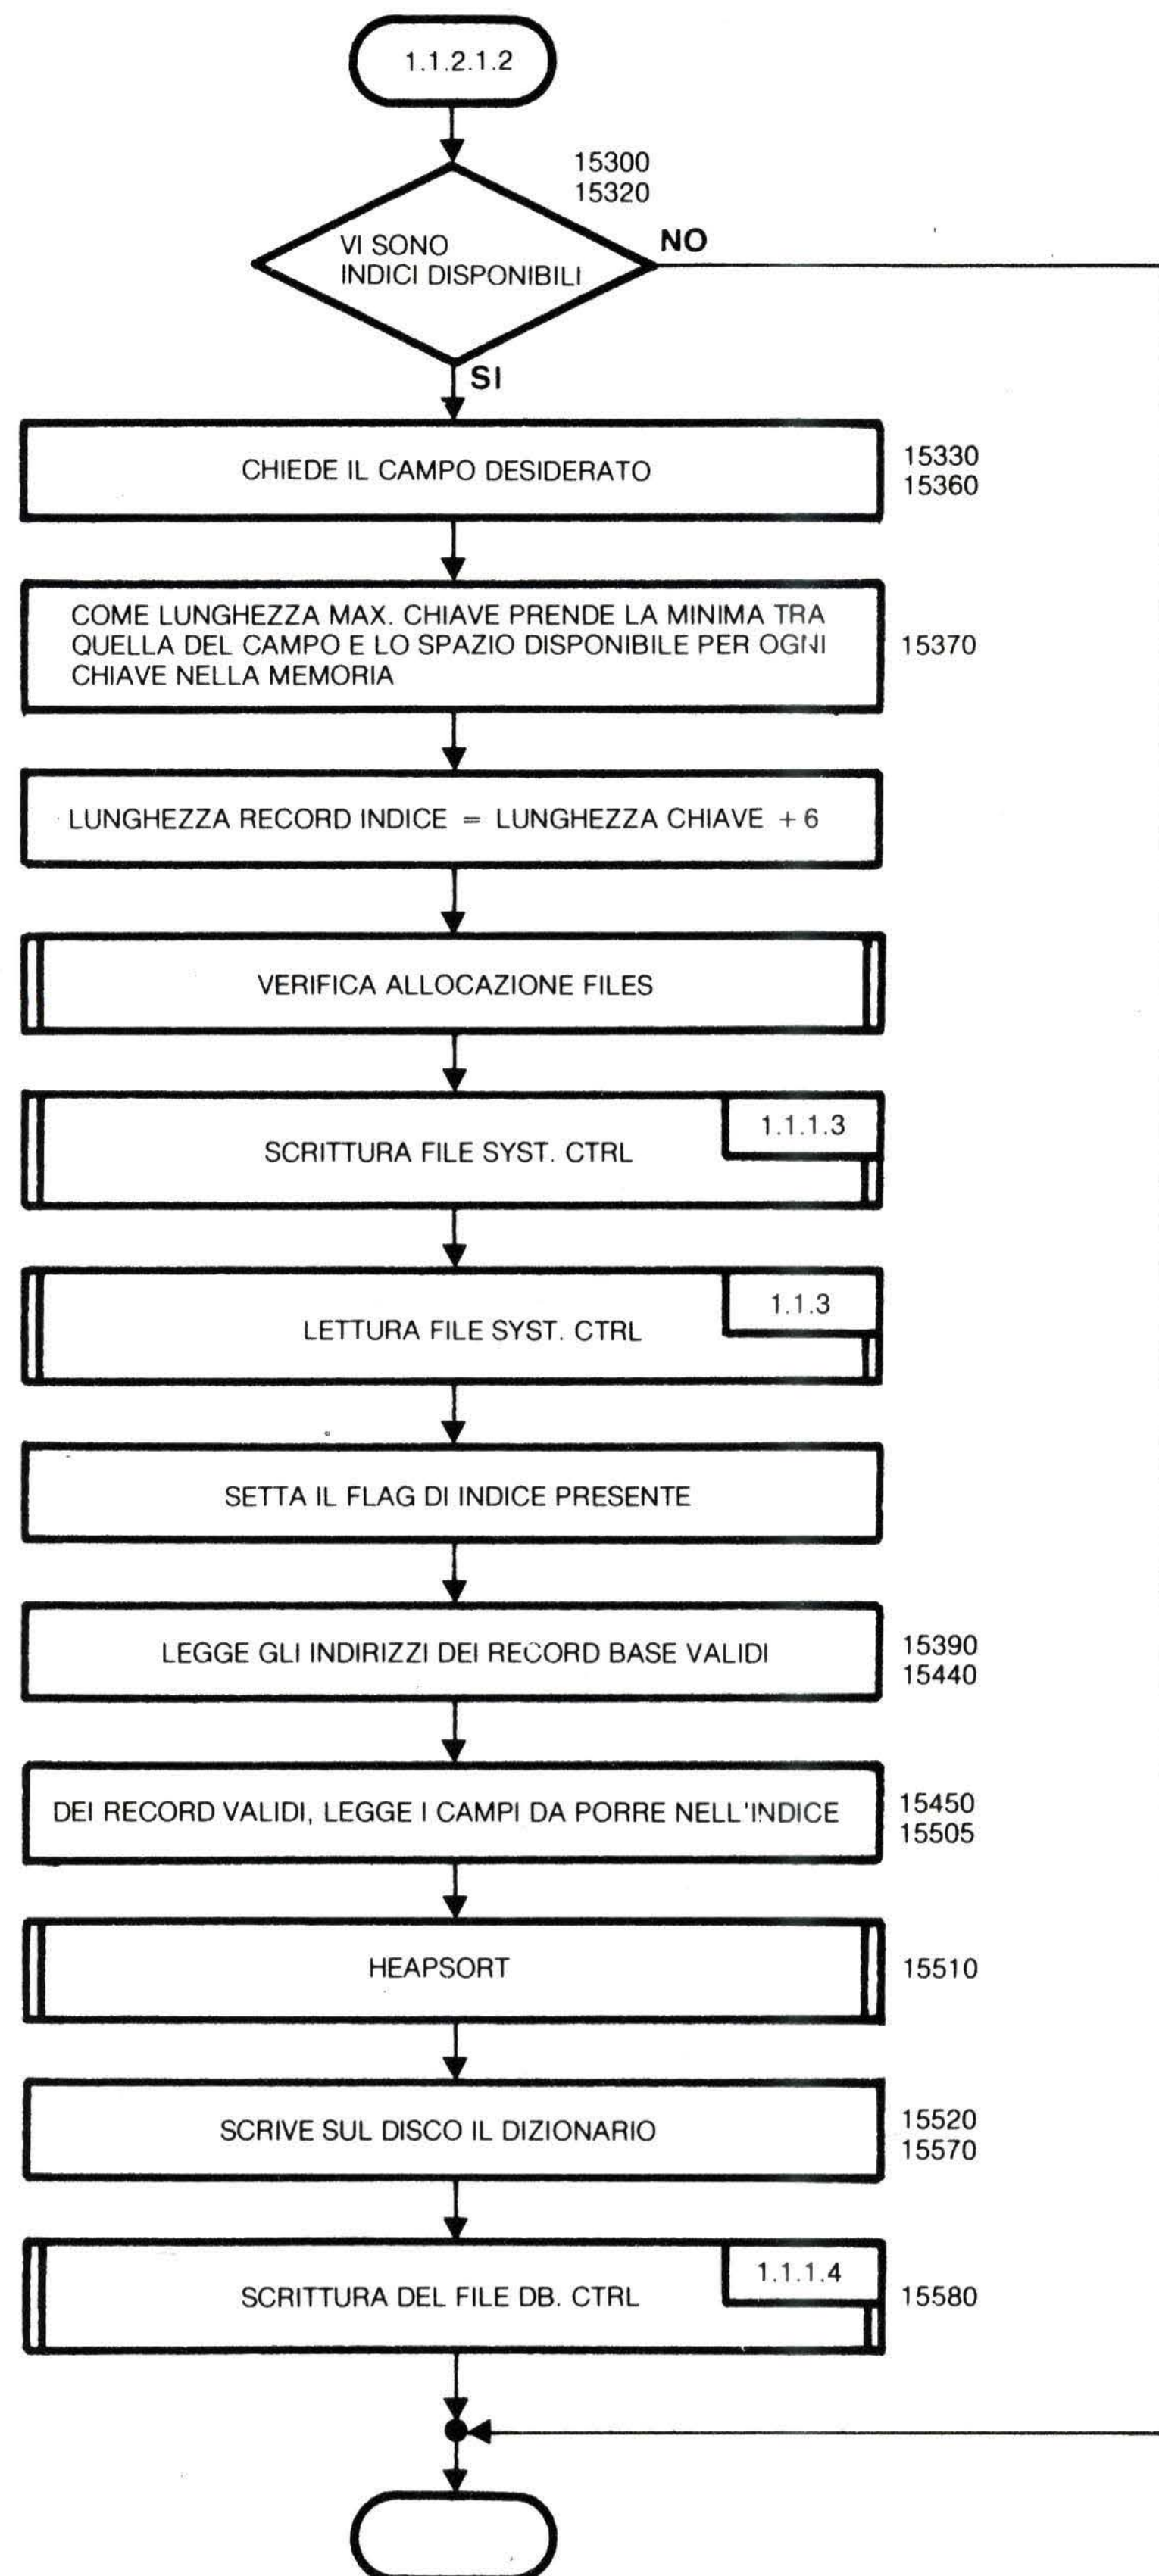 1.1.2.1.2
15300
15320
VI SONO
INDICI DISPONIBILI
NO
SI
CHIEDE IL CAMPO DESIDERATO
15330
15360
COME LUNGHEZZA MAX. CHIAVE PRENDE LA MINIMA TRA
QUELLA DEL CAMPO E LO SPAZIO DISPONIBILE PER OGNI
CHIAVE NELLA MEMORIA
15370
LUNGHEZZA RECORD INDICE = LUNGHEZZA CHIAVE + 6
VERIFICA ALLOCAZIONE FILES
1.1.1.3
SCRITTURA FILE SYST. CTRL
1.1.3
LETTURA FILE SYST. CTRL
SETTA IL FLAG DI INDICE PRESENTE
LEGGE GLI INDIRIZZI DEI RECORD BASE VALIDI
15390
15440
DEI RECORD VALIDI, LEGGE I CAMPI DA PORRE NELL'INDICE
15450
15505
HEAPSORT
15510
SCRIVE SUL DISCO IL DIZIONARIO
15520
15570
1.1.1.4
SCRITTURA DEL FILE DB. CTRL
15580